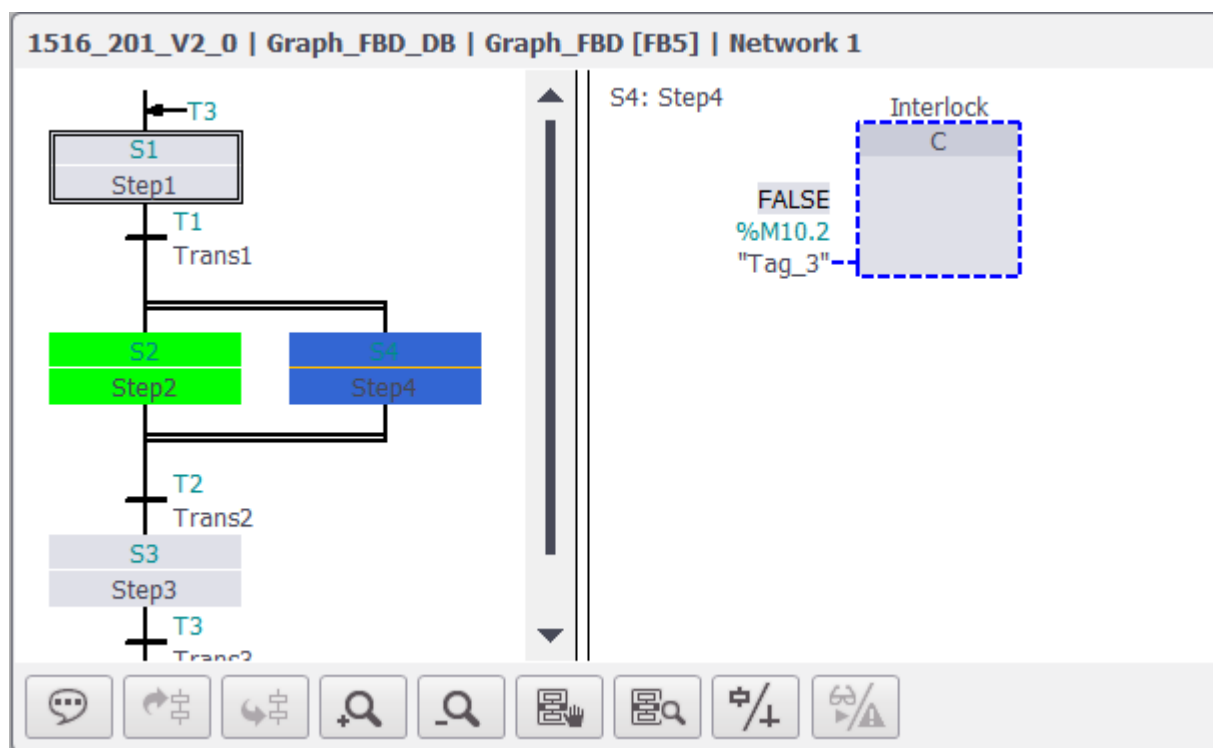 1516_201_V2_0 | Graph_FBD_DB | Graph_FBD [FB5] | Network 1
T3
S1
Step1
T1
Trans1
S2
Step2
S4
Step4
T2
Trans2
S3
Step3
T3
Trans3
S4: Step4
Interlock
C
FALSE
%M10.2
"Tag_3"